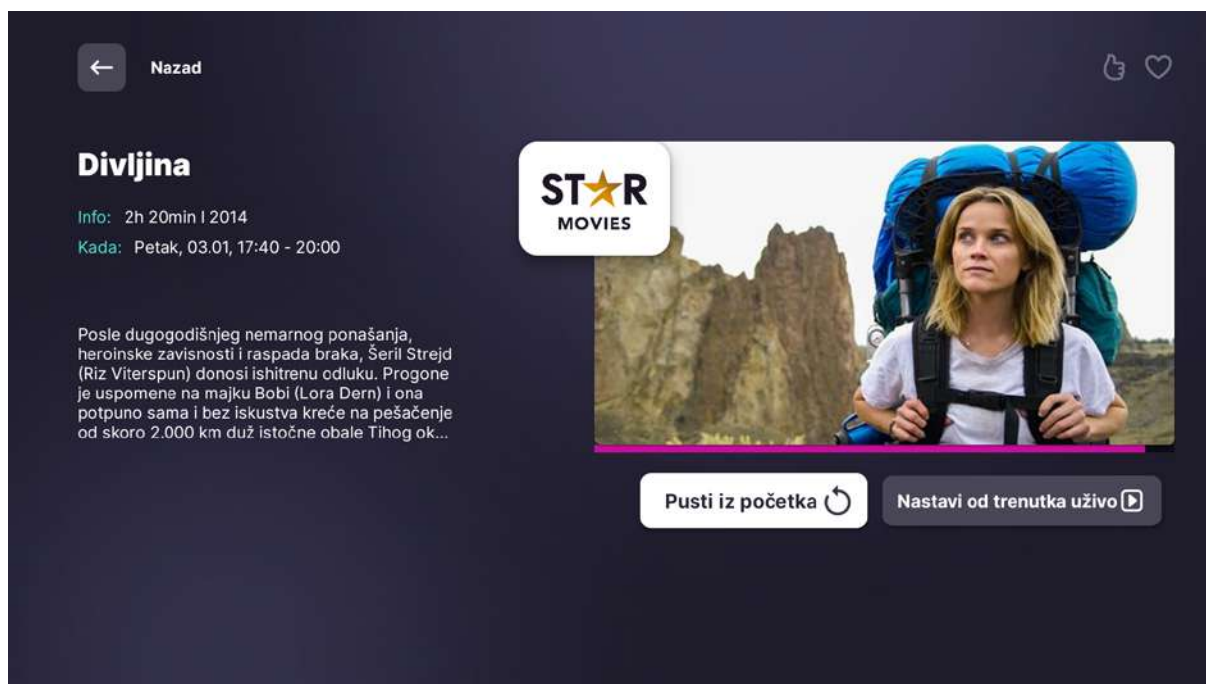 Nazad
Divljina
Info: 2h 20min I 2014
Kada: Petak, 03.01, 17:40 - 20:00
Posle dugogodišnjeg nemarnog ponašanja,
heroinske zavisnosti i raspada braka, Šeril Strejd
(Riz Viterspun) donosi ishitrenu odluku. Progone
je uspomene na majku Bobi (Lora Dern) i ona
potpuno sama i bez iskustva kreće na pešačenje
od skoro 2.000 km duž istočne obale Tihog ok...
ST★R
MOVIES
Pusti iz početka
Nastavi od trenutka uživo